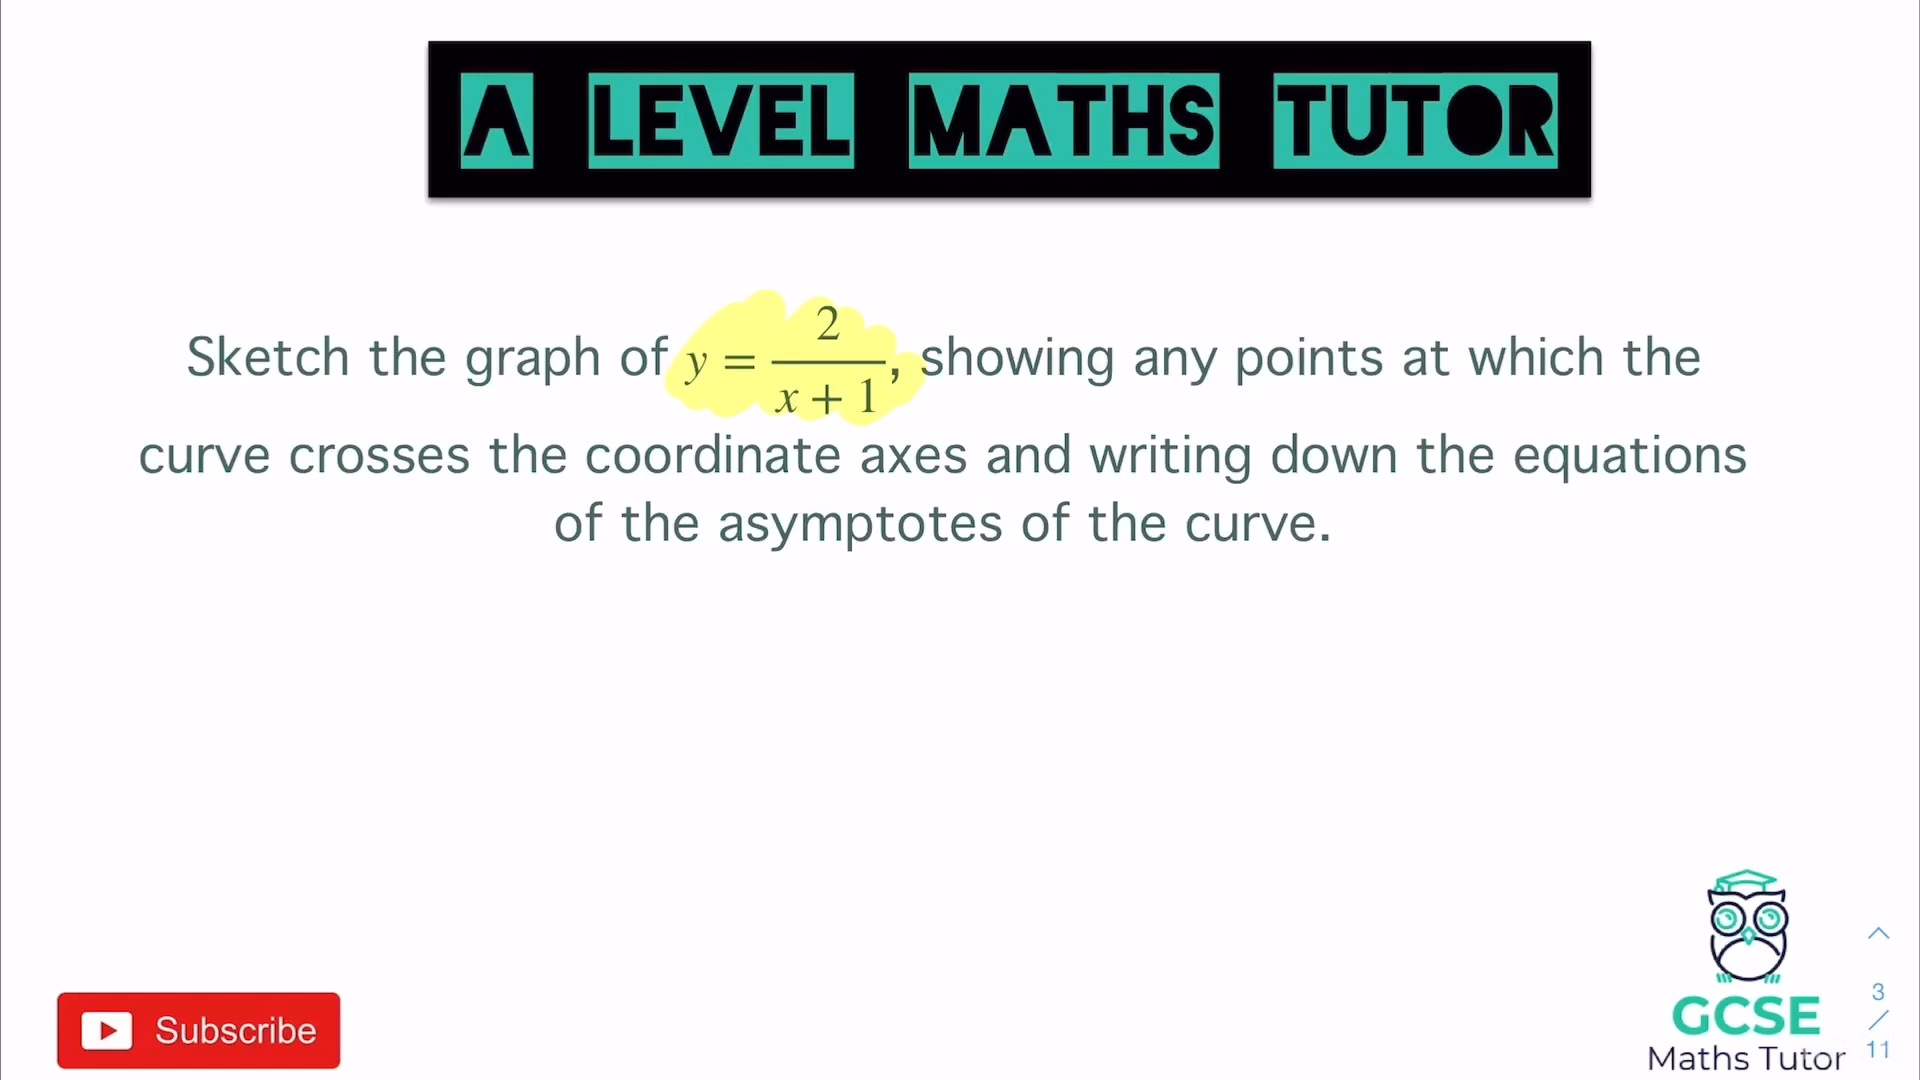 A LEVEL MATHS TUTOR
Sketch the graph of y = 2/(x + 1), showing any points at which the
curve crosses the coordinate axes and writing down the equations
of the asymptotes of the curve.
Subscribe
GCSE
Maths Tutor
3
/
11